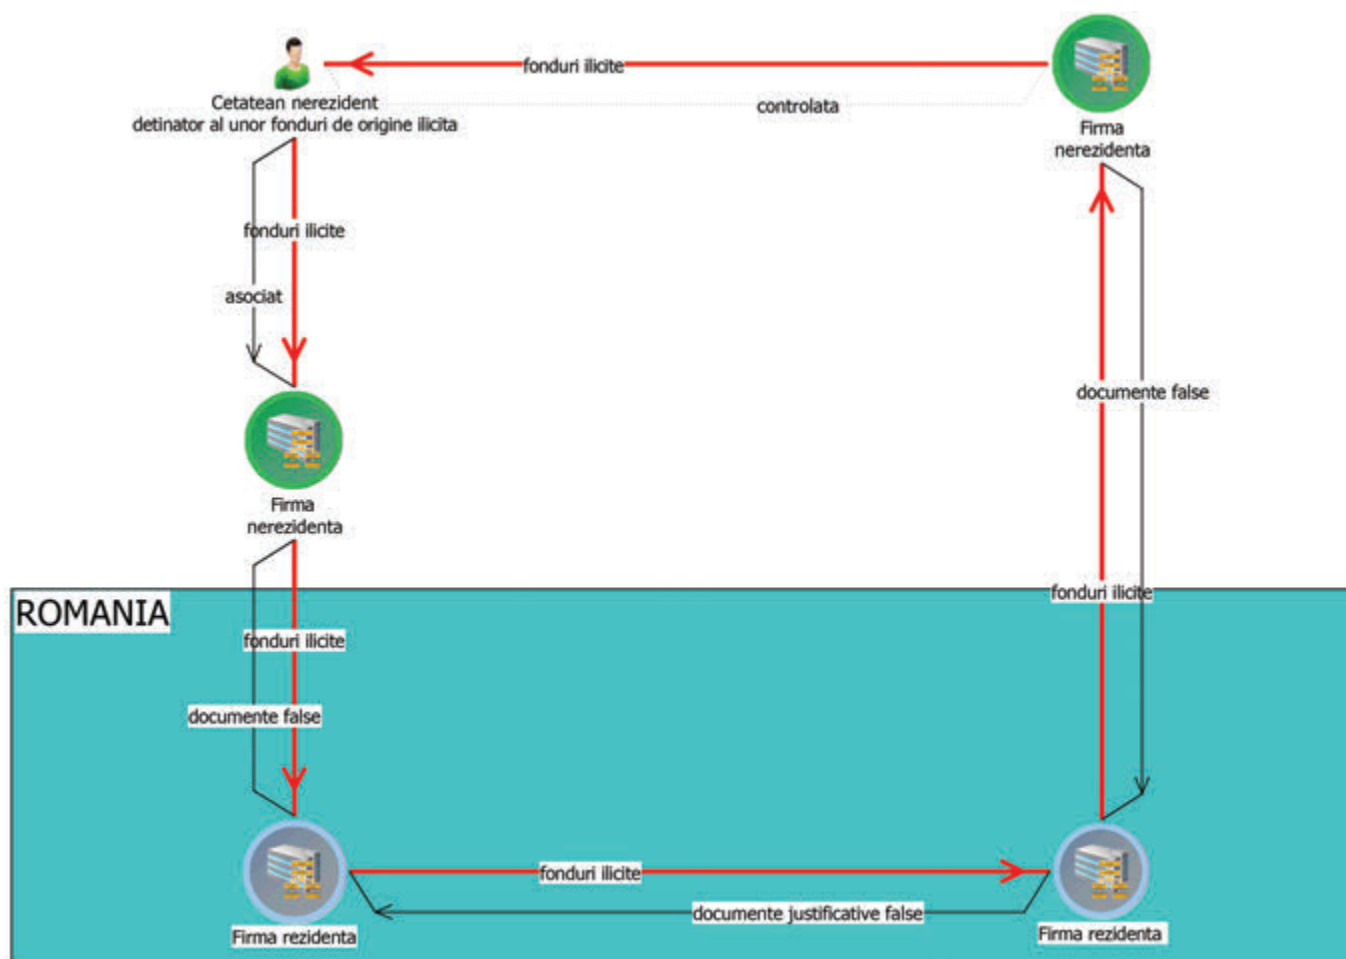 fonduri ilicite
Cetatean nerezident
detinator al unor fonduri de origine ilicita
controlata
Firma
nerezidenta
fonduri ilicite
asociat
documente false
Firma
nerezidenta
fonduri ilicite
ROMANIA
fonduri ilicite
documente false
fonduri ilicite
documente justificative false
Firma rezidenta
Firma rezidenta